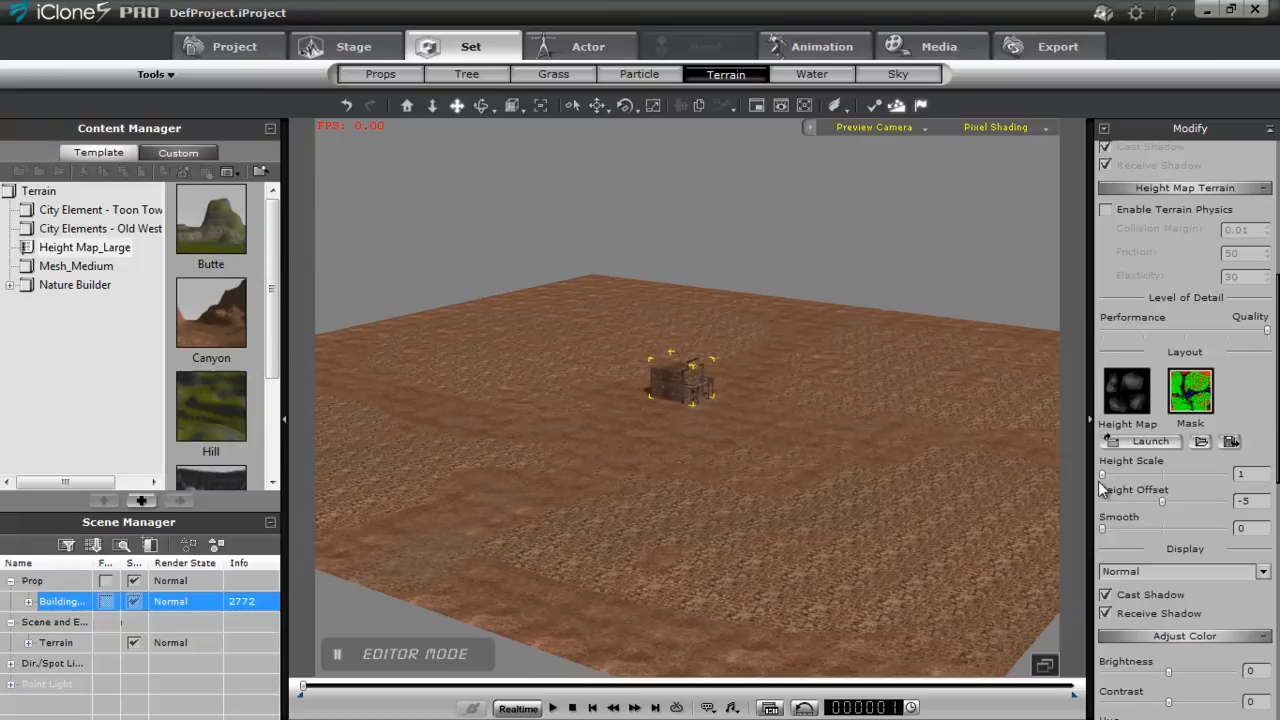 iClone5 PRO DefProject.iProject
Project Stage Set Actor Animation Media Export
Tools Props Tree Grass Particle Terrain Water Sky
Content Manager
Template Custom
Terrain
City Element - Toon Tow
City Elements - Old West
Height Map_Large
Mesh_Medium
Nature Builder
Butte
Canyon
Hill
Scene Manager
Name F... S... Render State Info
Prop Normal
Building... Normal 2772
Scene and E...
Terrain Normal
Dir./Spot Li...
Point Light
FPS: 0.00
Preview Camera Pixel Shading
EDITOR MODE
Realtime 0000001
Modify
Cast Shadow
Receive Shadow
Height Map Terrain
Enable Terrain Physics
Collision Margin: 0.01
Friction: 50
Elasticity: 30
Level of Detail
Performance Quality
Layout
Height Map Mask
Launch
Height Scale
1
eight Offset
-5
Smooth
0
Display
Normal
Cast Shadow
Receive Shadow
Adjust Color
Brightness
0
Contrast
0